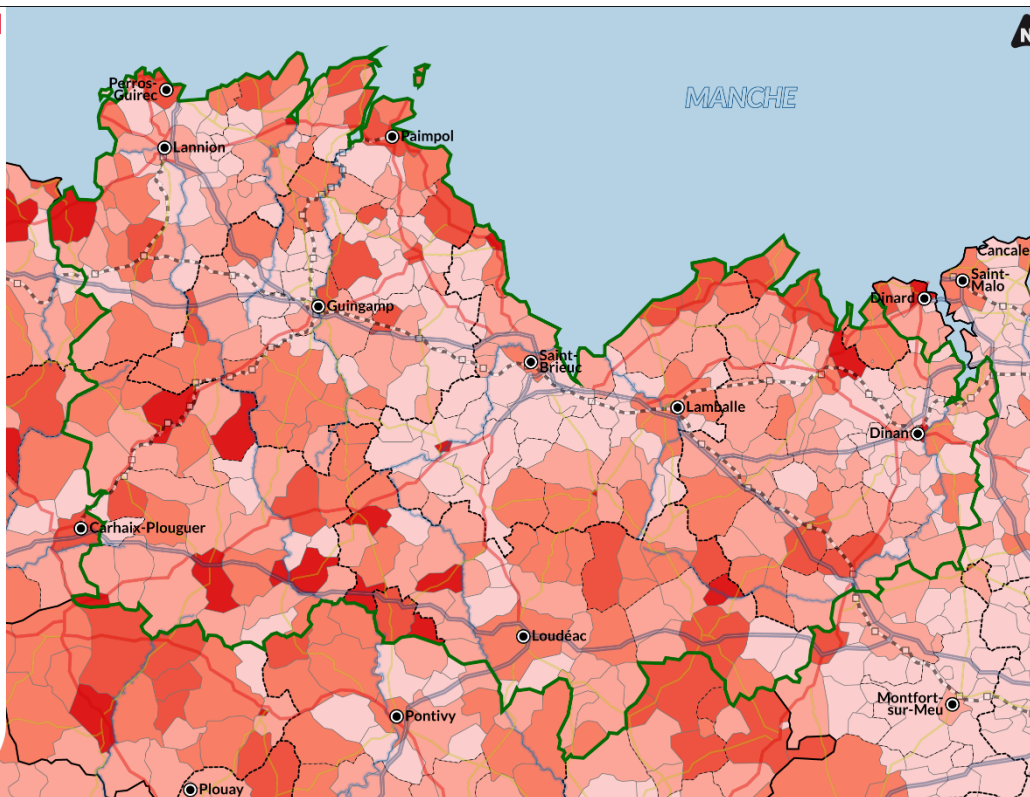 N
MANCHE
Perros-
Guirec
Paimpol
Lannion
Cancale
Saint-
Malo
Dinard
Guingamp
Saint-
Brieuc
Lamballe
Dinan
Carhaix-Plouguer
Loudéac
Montfort-
sur-Meu
Pontivy
Plouay